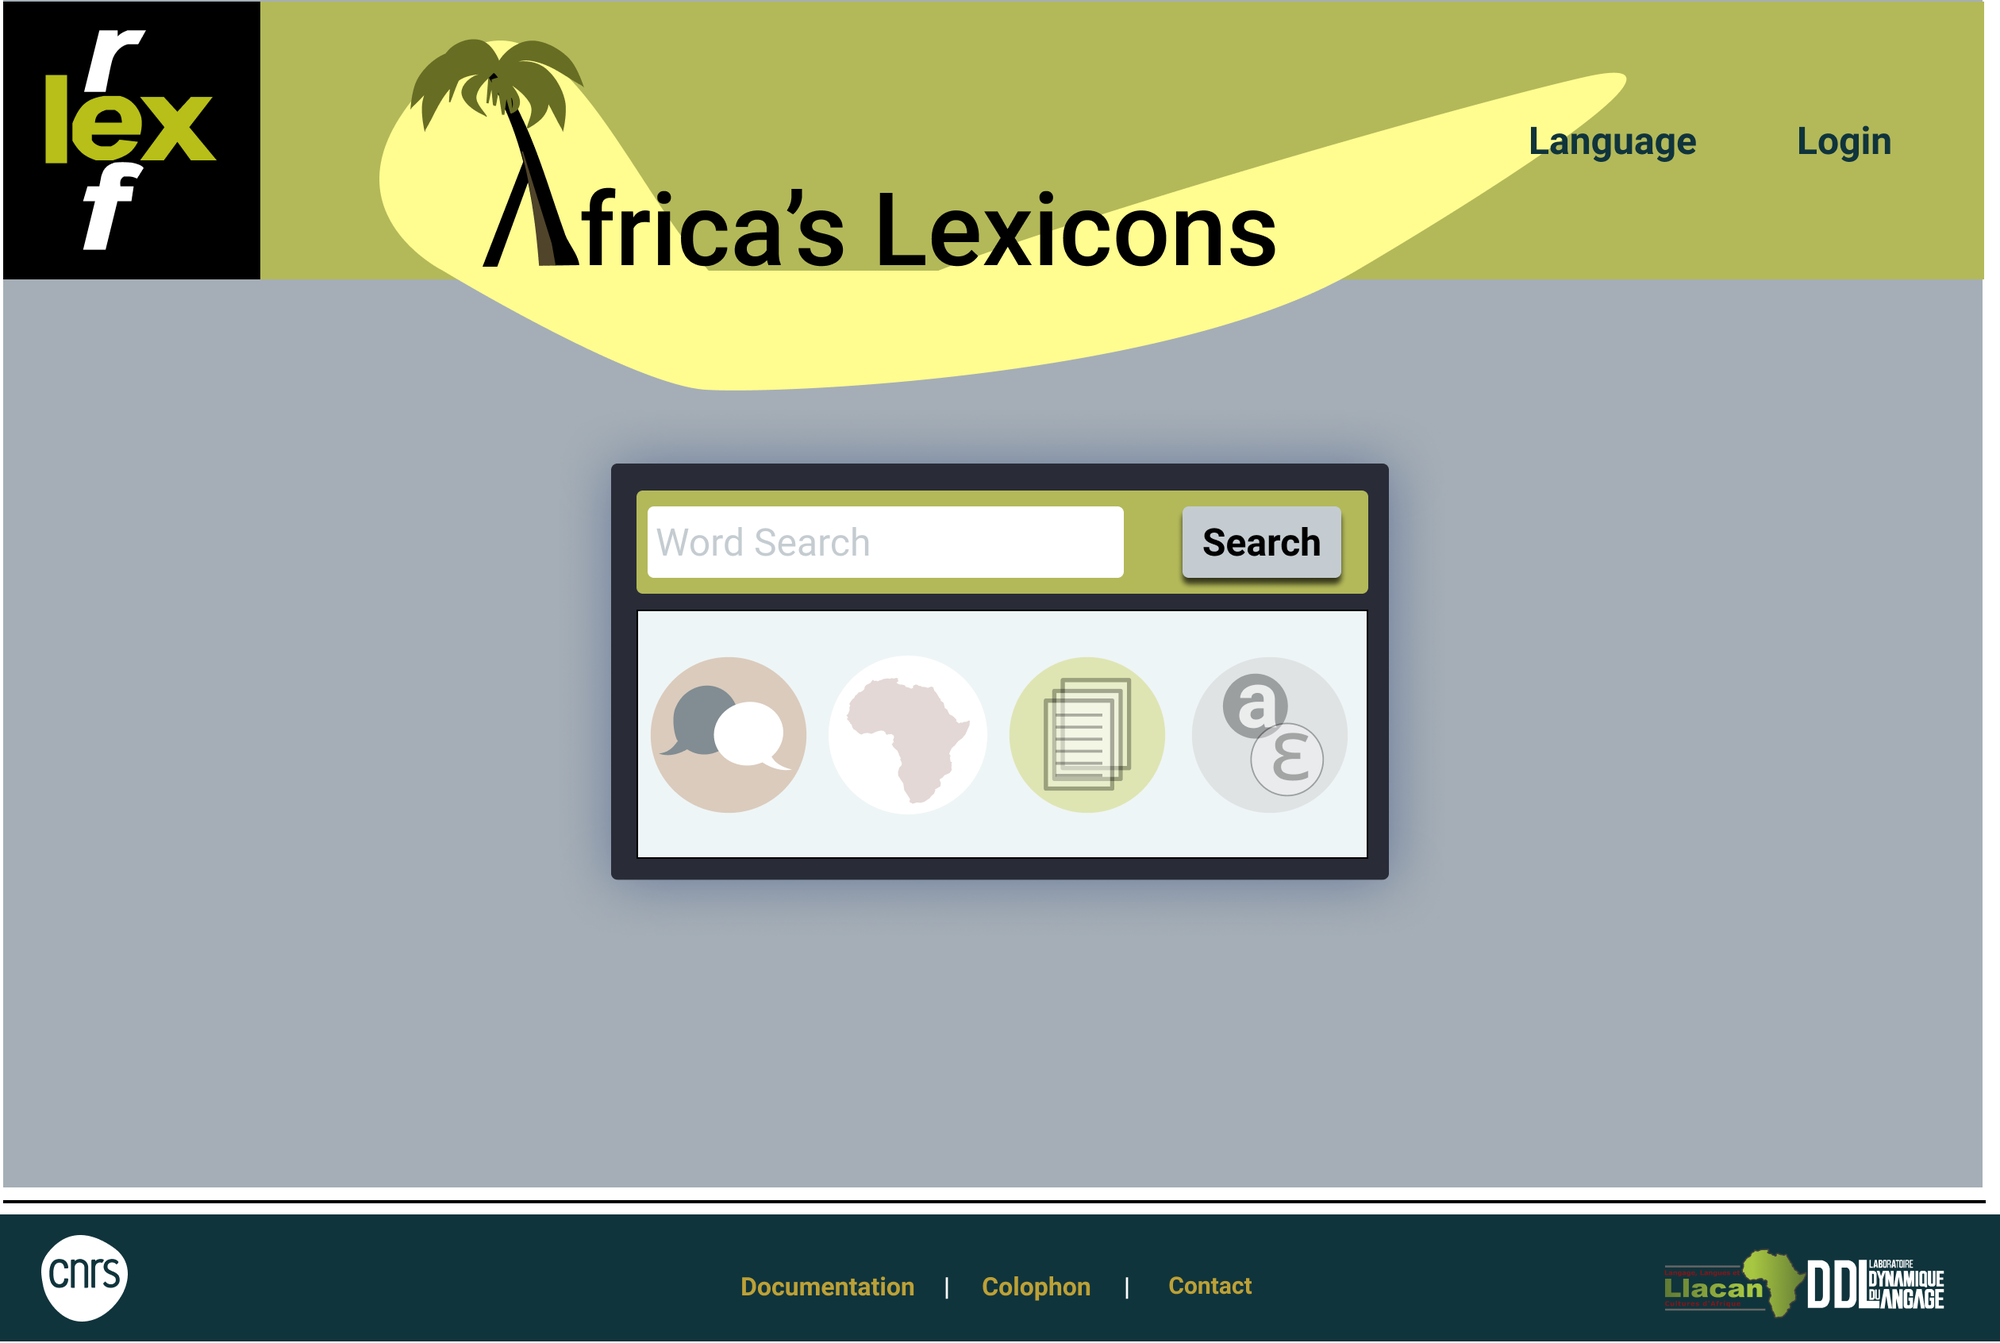 r
lex
f
Africa’s Lexicons
Language
Login
Word Search
Search
a
ɛ
cnrs
Documentation | Colophon | Contact
Llacan
DDL
LABORATOIRE
DYNAMIQUE
DU LANGAGE